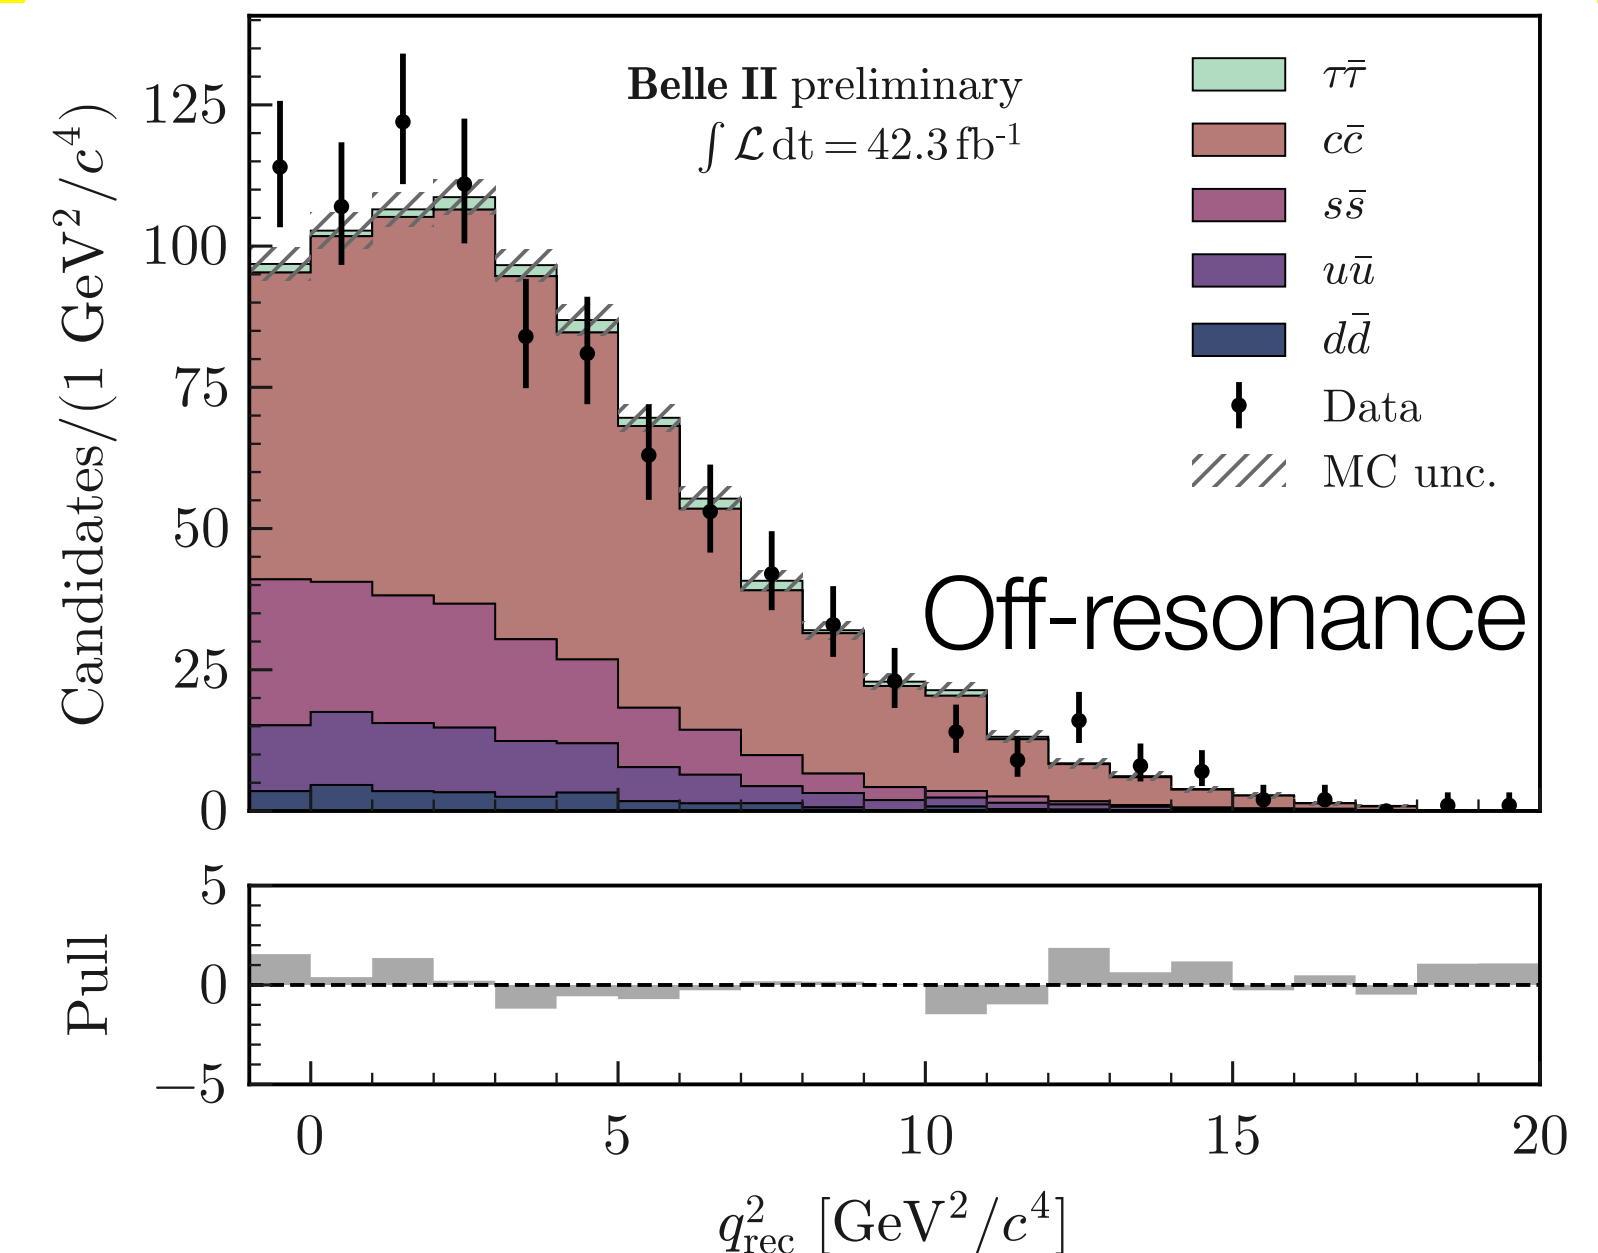 Belle II preliminary
∫ ℒ dt = 42.3 fb⁻¹
ττ̄
cc̄
ss̄
uū
dd̄
Data
MC unc.
Off-resonance
Candidates/(1 GeV²/c⁴)
125
100
75
50
25
0
Pull
5
0
−5
0 5 10 15 20
q²rec [GeV²/c⁴]